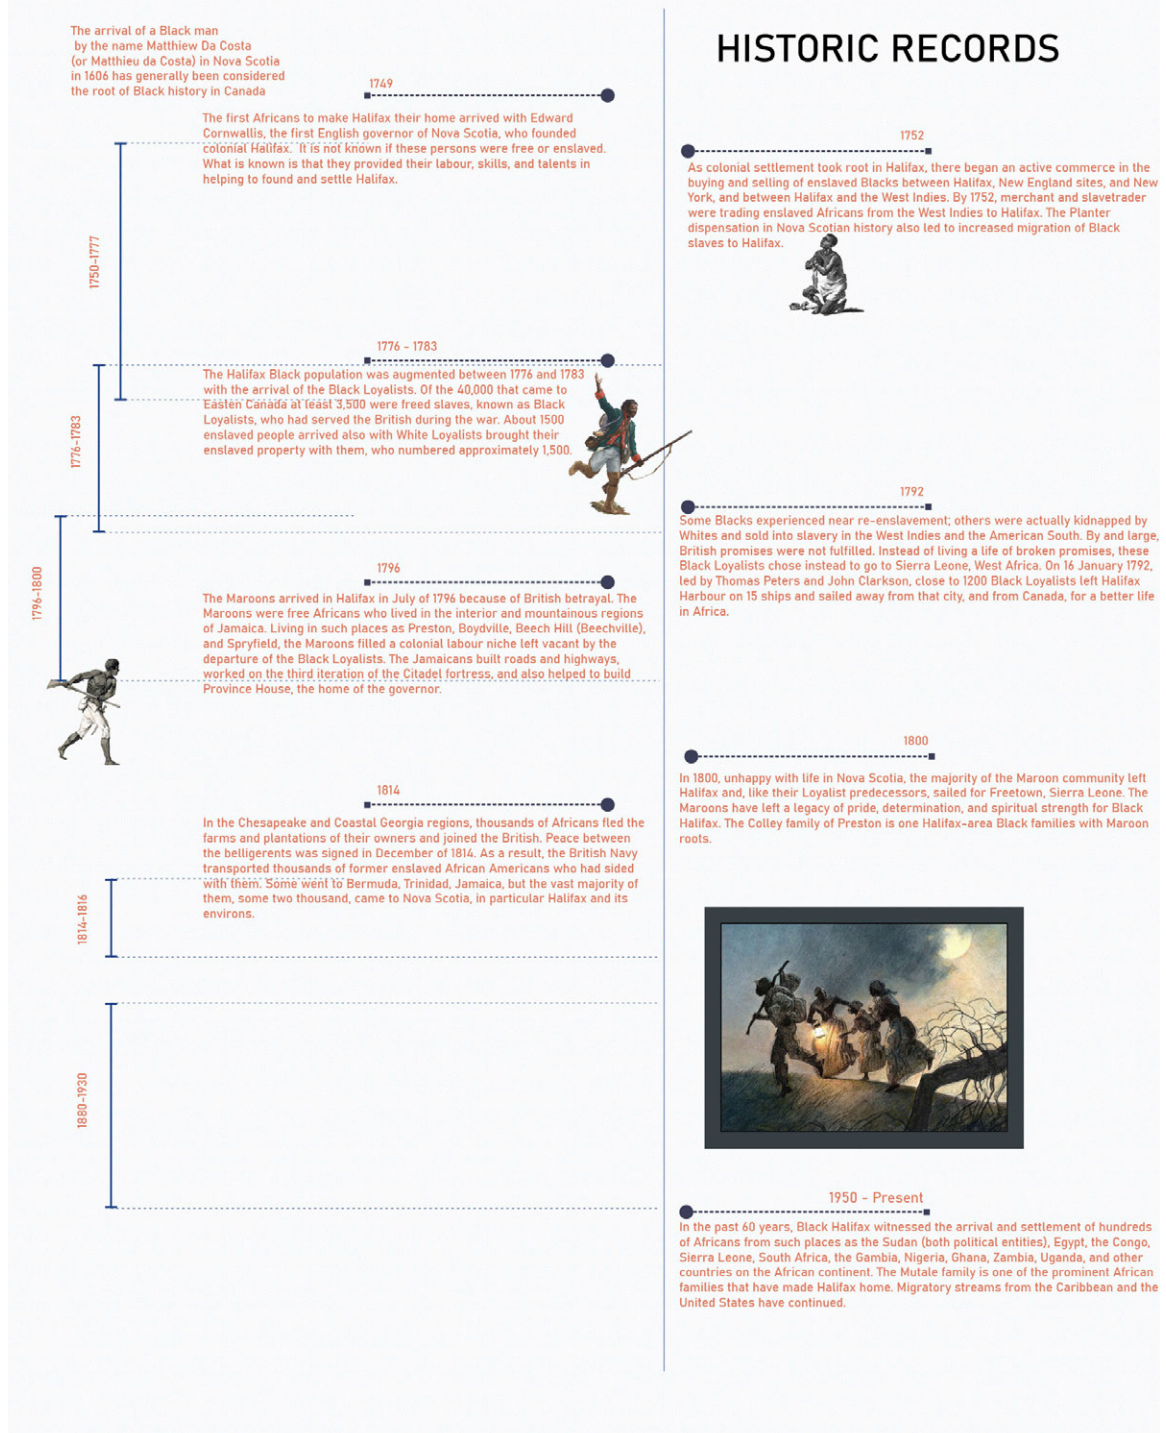 The arrival of a Black man
by the name Matthiew Da Costa
(or Matthieu da Costa) in Nova Scotia
in 1606 has generally been considered
the root of Black history in Canada
HISTORIC RECORDS
1749
The first Africans to make Halifax their home arrived with Edward
Cornwallis, the first English governor of Nova Scotia, who founded
colonial Halifax. It is not known if these persons were free or enslaved.
What is known is that they provided their labour, skills, and talents in
helping to found and settle Halifax.
1752
As colonial settlement took root in Halifax, there began an active commerce in the
buying and selling of enslaved Blacks between Halifax, New England sites, and New
York, and between Halifax and the West Indies. By 1752, merchant and slavetrader
were trading enslaved Africans from the West Indies to Halifax. The Planter
dispensation in Nova Scotian history also led to increased migration of Black
slaves to Halifax.
1750-1777
1776 - 1783
The Halifax Black population was augmented between 1776 and 1783
with the arrival of the Black Loyalists. Of the 40,000 that came to
Easten Canada at least 3,500 were freed slaves, known as Black
Loyalists, who had served the British during the war. About 1500
enslaved people arrived also with White Loyalists brought their
enslaved property with them, who numbered approximately 1,500.
1776-1783
1792
Some Blacks experienced near re-enslavement; others were actually kidnapped by
Whites and sold into slavery in the West Indies and the American South. By and large,
British promises were not fulfilled. Instead of living a life of broken promises, these
Black Loyalists chose instead to go to Sierra Leone, West Africa. On 16 January 1792,
led by Thomas Peters and John Clarkson, close to 1200 Black Loyalists left Halifax
Harbour on 15 ships and sailed away from that city, and from Canada, for a better life
in Africa.
1796-1800
1796
The Maroons arrived in Halifax in July of 1796 because of British betrayal. The
Maroons were free Africans who lived in the interior and mountainous regions
of Jamaica. Living in such places as Preston, Boydville, Beech Hill (Beechville),
and Spryfield, the Maroons filled a colonial labour niche left vacant by the
departure of the Black Loyalists. The Jamaicans built roads and highways,
worked on the third iteration of the Citadel fortress, and also helped to build
Province House, the home of the governor.
1800
In 1800, unhappy with life in Nova Scotia, the majority of the Maroon community left
Halifax and, like their Loyalist predecessors, sailed for Freetown, Sierra Leone. The
Maroons have left a legacy of pride, determination, and spiritual strength for Black
Halifax. The Colley family of Preston is one Halifax-area Black families with Maroon
roots.
1814
In the Chesapeake and Coastal Georgia regions, thousands of Africans fled the
farms and plantations of their owners and joined the British. Peace between
the belligerents was signed in December of 1814. As a result, the British Navy
transported thousands of former enslaved African Americans who had sided
with them. Some went to Bermuda, Trinidad, Jamaica, but the vast majority of
them, some two thousand, came to Nova Scotia, in particular Halifax and its
environs.
1814-1816
1880-1930
1950 - Present
In the past 60 years, Black Halifax witnessed the arrival and settlement of hundreds
of Africans from such places as the Sudan (both political entities), Egypt, the Congo,
Sierra Leone, South Africa, the Gambia, Nigeria, Ghana, Zambia, Uganda, and other
countries on the African continent. The Mutale family is one of the prominent African
families that have made Halifax home. Migratory streams from the Caribbean and the
United States have continued.